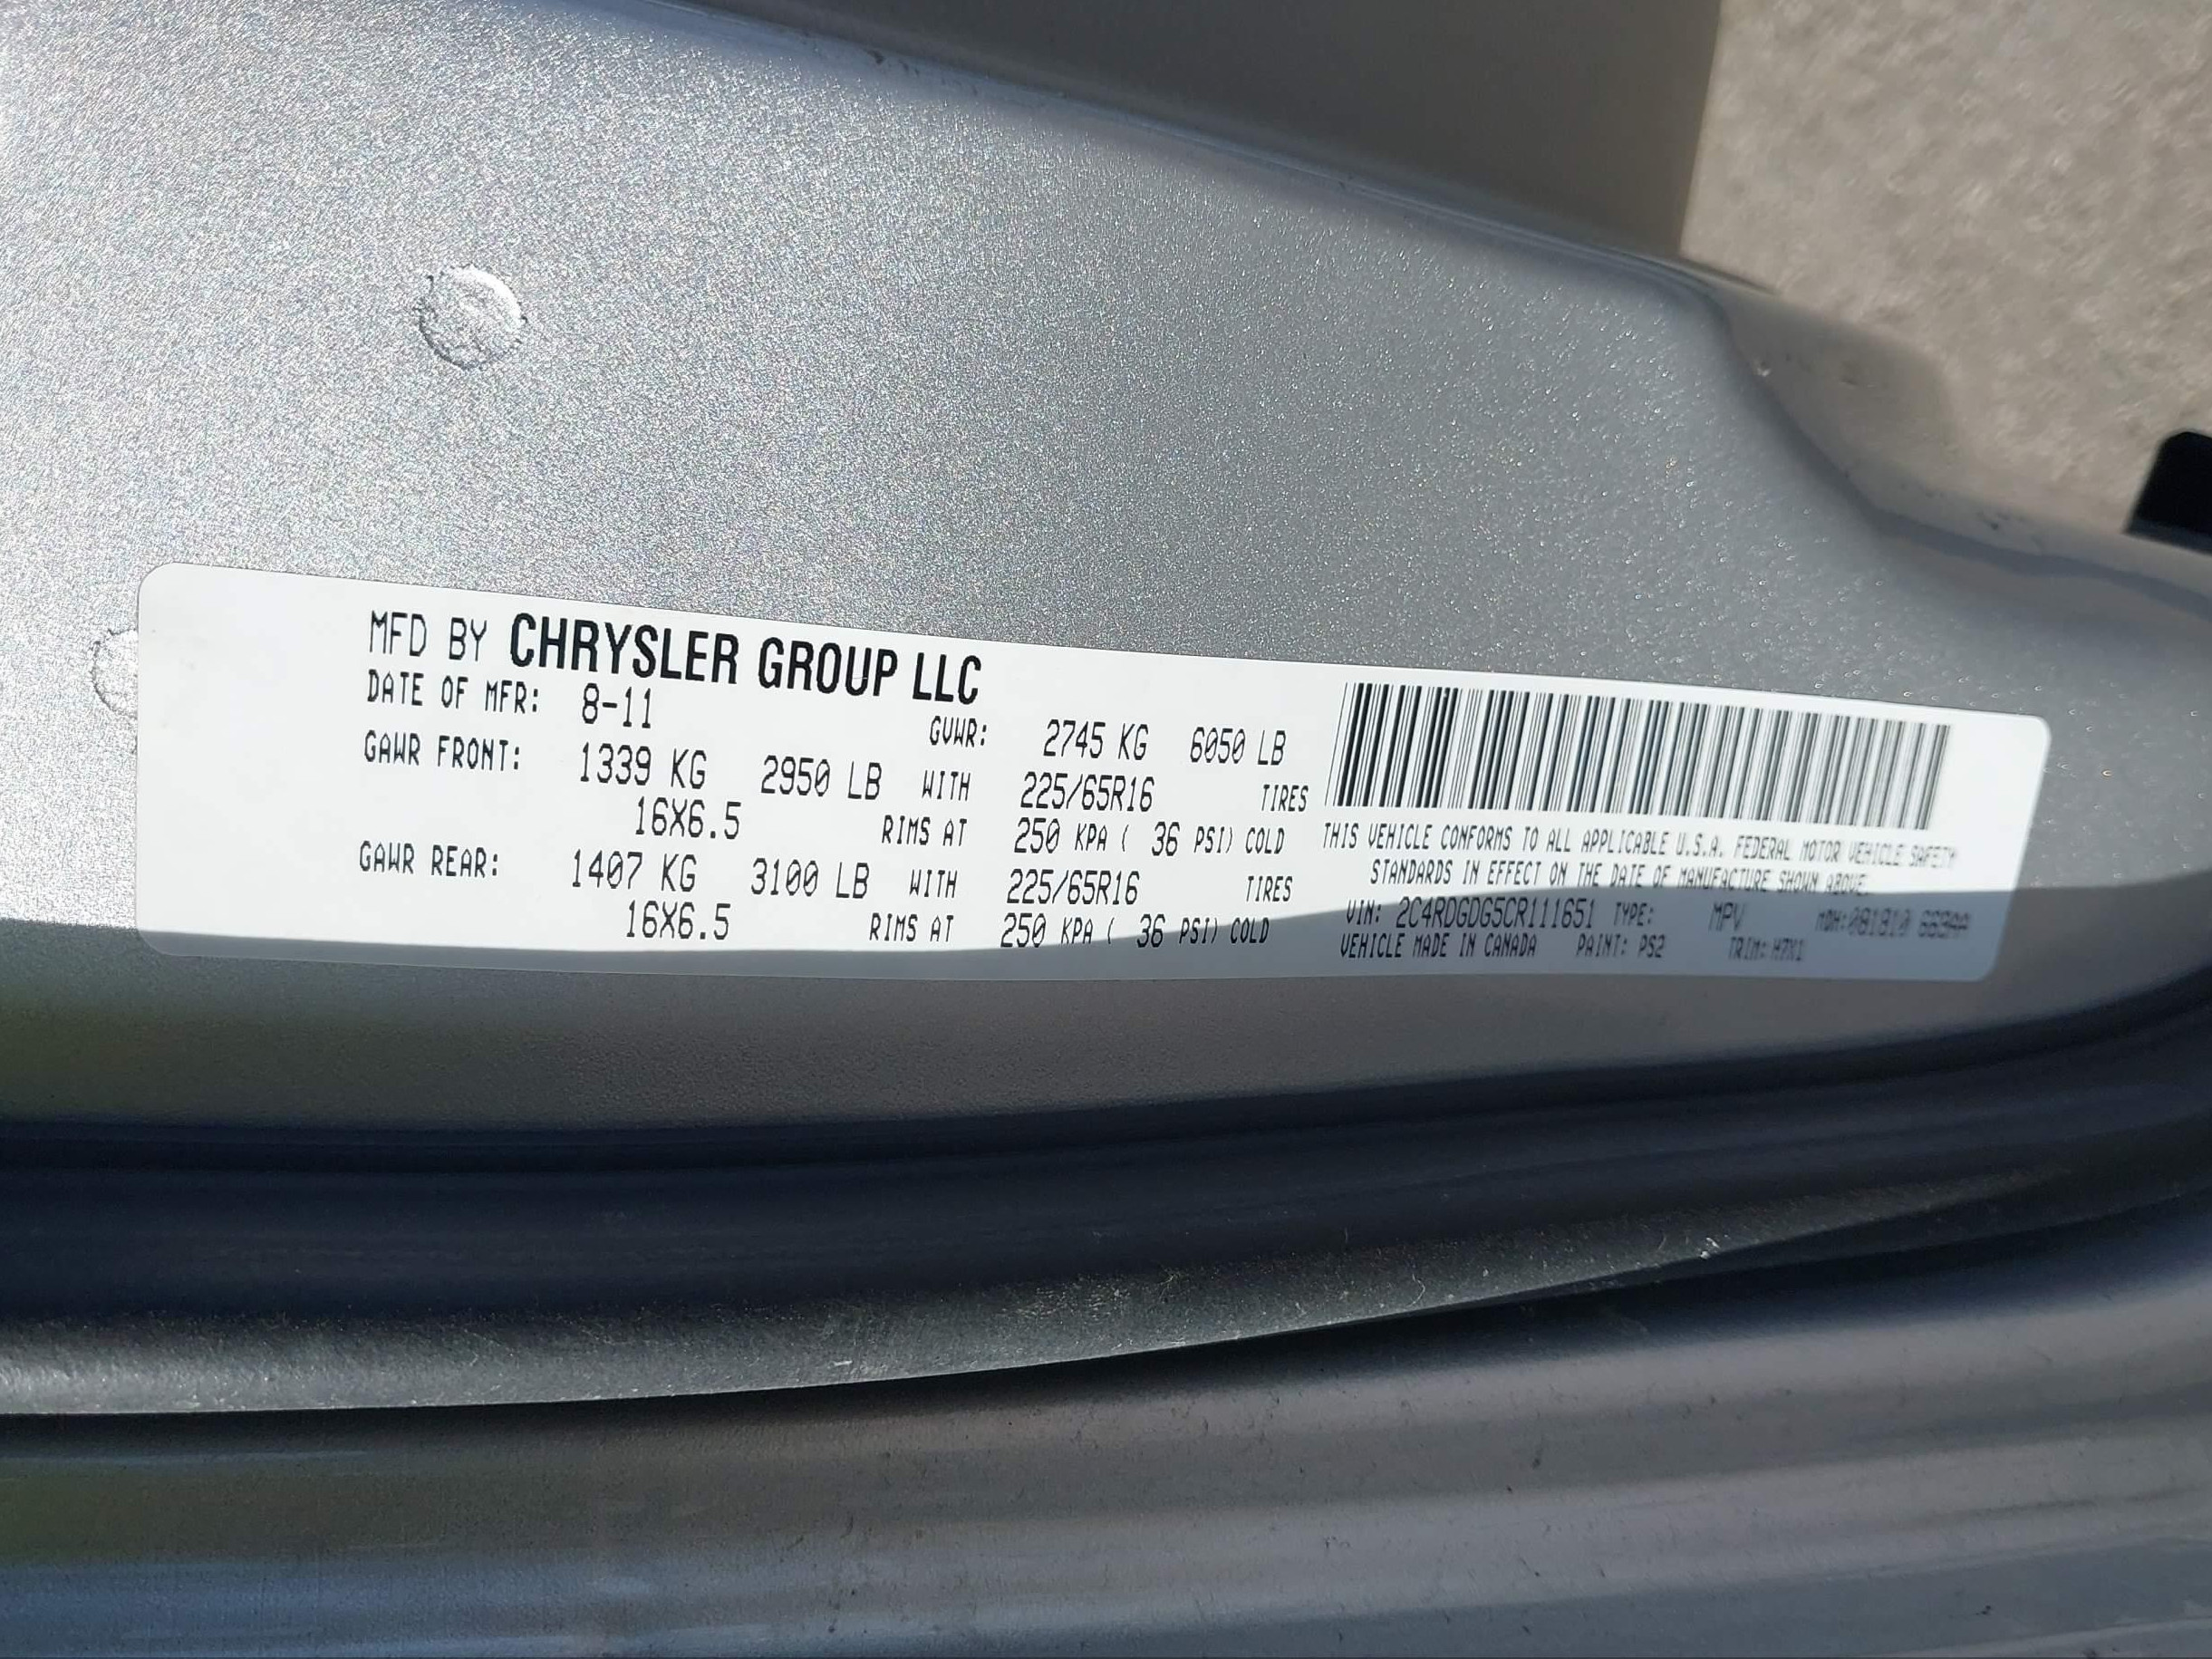 MFD BY CHRYSLER GROUP LLC
DATE OF MFR: 8-11 GVWR: 2745 KG 6050 LB
GAWR FRONT: 1339 KG 2950 LB WITH 225/65R16 TIRES
16X6.5 RIMS AT 250 KPA ( 36 PSI) COLD
GAWR REAR: 1407 KG 3100 LB WITH 225/65R16 TIRES
16X6.5 RIMS AT 250 KPA ( 36 PSI) COLD
THIS VEHICLE CONFORMS TO ALL APPLICABLE U.S.A. FEDERAL MOTOR VEHICLE SAFETY
STANDARDS IN EFFECT ON THE DATE OF MANUFACTURE SHOWN ABOVE.
VIN: 2C4RDGDG5CR111651 TYPE: MPV MDH:081810
VEHICLE MADE IN CANADA PAINT: PS2 TRIM: